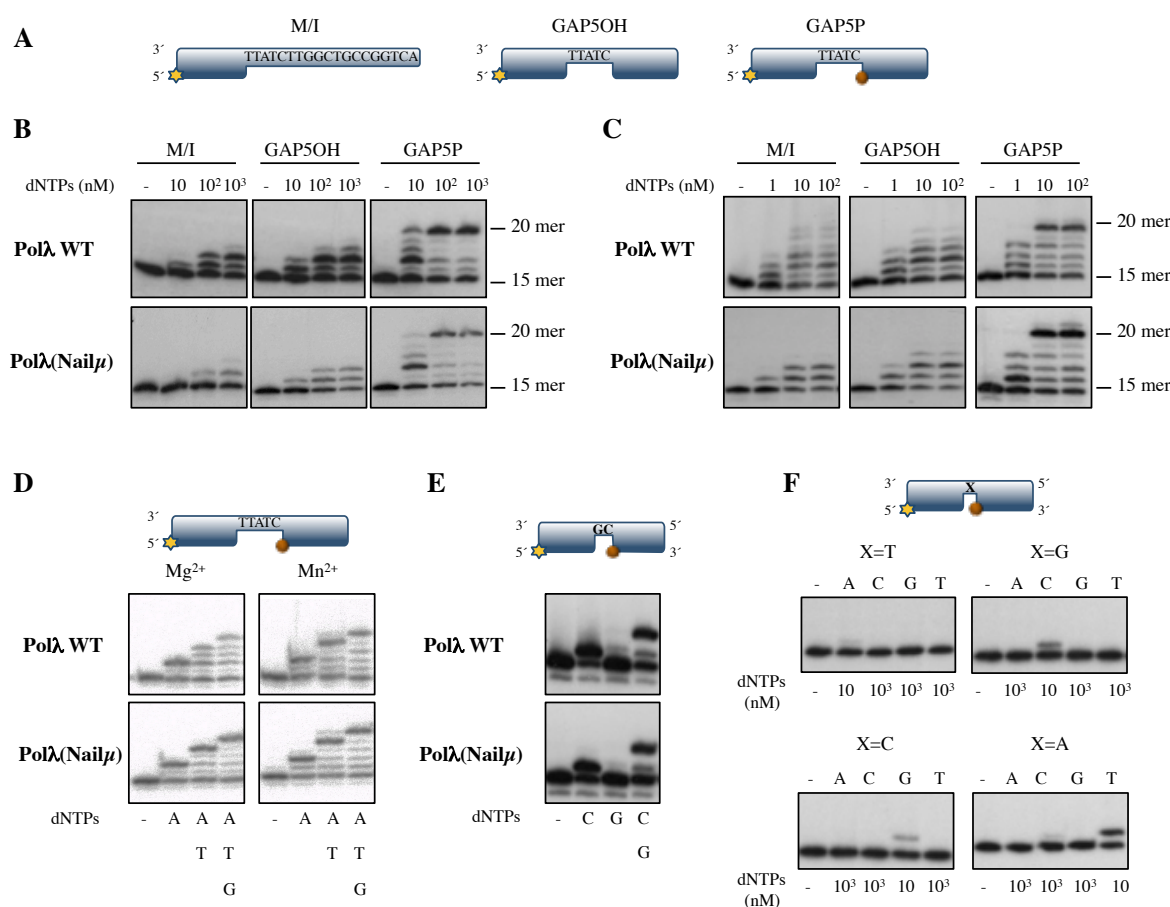 A
M/I GAP5OH GAP5P
3´ TTATCTTGGCTGCCGGTCA 3´ TTATC 3´ TTATC
5´ 5´ 5´
B
M/I GAP5OH GAP5P
dNTPs (nM) - 10 10² 10³ - 10 10² 10³ - 10 10² 10³
Polλ WT
20 mer
15 mer
Polλ(Nailμ)
20 mer
15 mer
C
M/I GAP5OH GAP5P
dNTPs (nM) - 1 10 10² - 1 10 10² - 1 10 10²
Polλ WT
20 mer
15 mer
Polλ(Nailμ)
20 mer
15 mer
D
3´ TTATC
5´
Mg²⁺ Mn²⁺
Polλ WT
Polλ(Nailμ)
dNTPs - A A A - A A A
T T T T
G G
E
3´ GC 5´
5´ 3´
Polλ WT
Polλ(Nailμ)
dNTPs - C G C
G
F
3´ X 5´
5´ 3´
X=T X=G
- A C G T - A C G T
dNTPs (nM) - 10 10³ 10³ 10³ - 10³ 10 10³ 10³
X=C X=A
- A C G T - A C G T
dNTPs (nM) - 10³ 10³ 10 10³ - 10³ 10³ 10³ 10